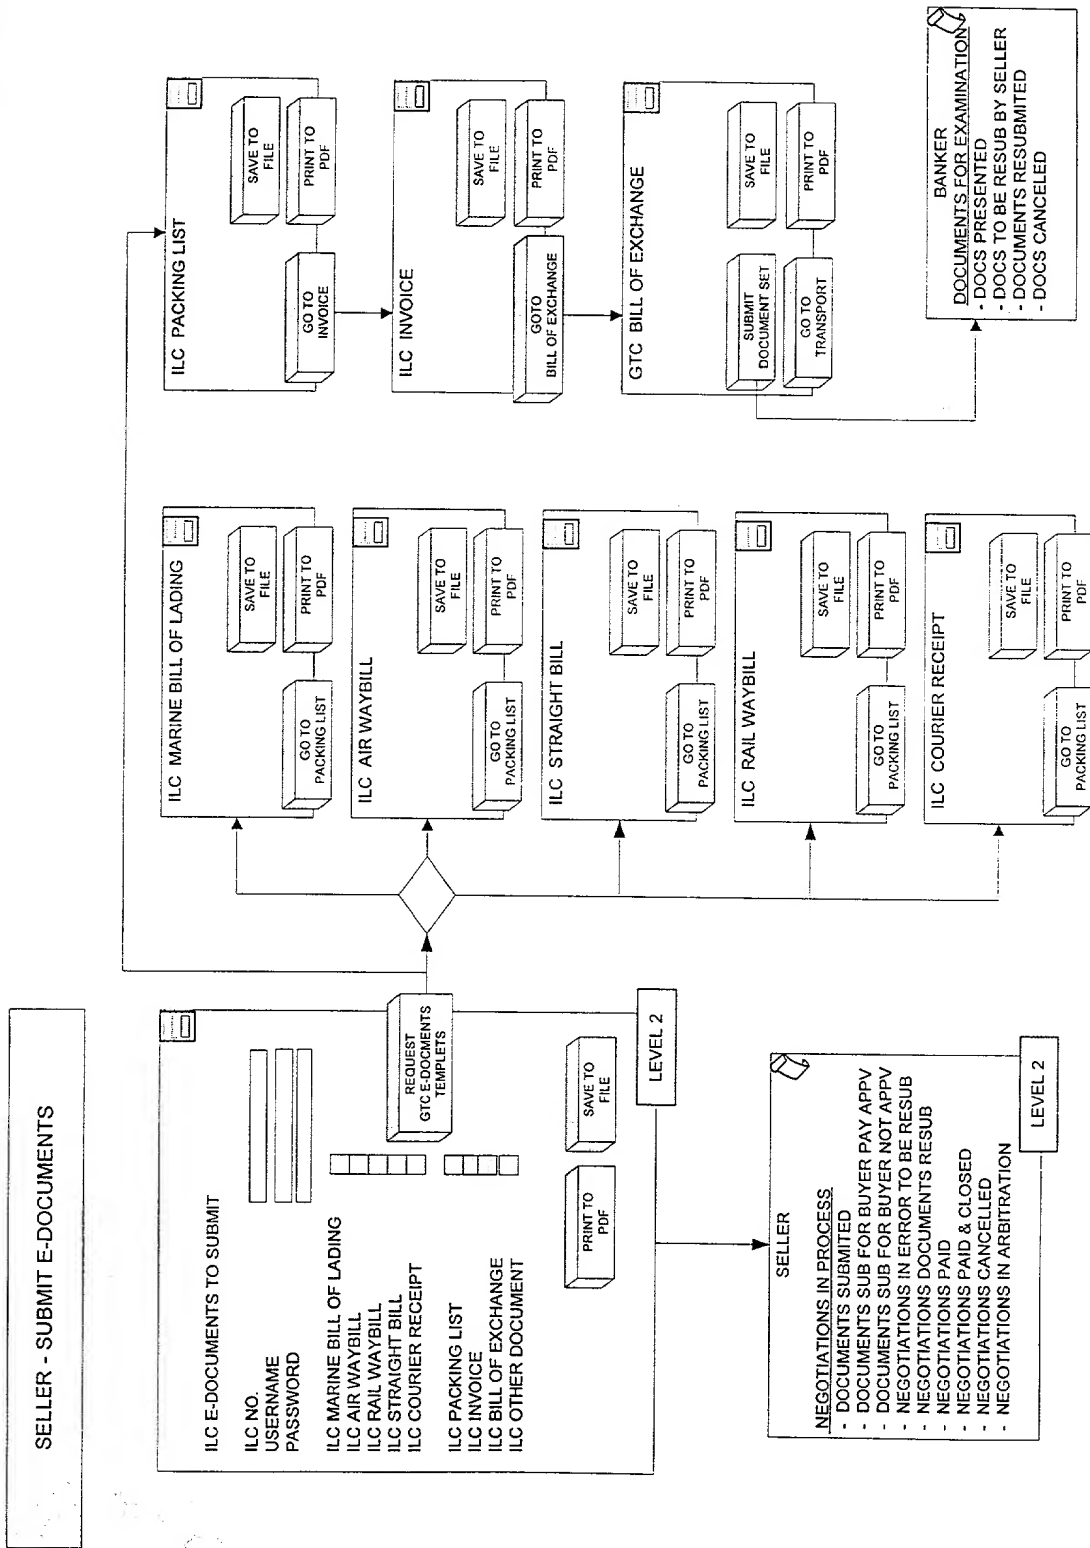 SELLER - SUBMIT E-DOCUMENTS
ILC E-DOCUMENTS TO SUBMIT
ILC NO.
USERNAME
PASSWORD
ILC MARINE BILL OF LADING
ILC AIR WAYBILL
ILC RAIL WAYBILL
ILC STRAIGHT BILL
ILC COURIER RECEIPT
ILC PACKING LIST
ILC INVOICE
ILC BILL OF EXCHANGE
ILC OTHER DOCUMENT
REQUEST
GTC E-DOCMENTS
TEMPLETS
PRINT TO
PDF
SAVE TO
FILE
LEVEL 2
SELLER
NEGOTIATIONS IN PROCESS
- DOCUMENTS SUBMITED
- DOCUMENTS SUB FOR BUYER PAY APPV
- DOCUMENTS SUB FOR BUYER NOT APPV
- NEGOTIATIONS IN ERROR TO BE RESUB
- NEGOTIATIONS DOCUMENTS RESUB
- NEGOTIATIONS PAID
- NEGOTIATIONS PAID & CLOSED
- NEGOTIATIONS CANCELLED
- NEGOTIATIONS IN ARBITRATION
LEVEL 2
ILC MARINE BILL OF LADING
SAVE TO
FILE
GO TO
PACKING LIST
PRINT TO
PDF
ILC AIR WAYBILL
SAVE TO
FILE
GO TO
PACKING LIST
PRINT TO
PDF
ILC STRAIGHT BILL
SAVE TO
FILE
GO TO
PACKING LIST
PRINT TO
PDF
ILC RAIL WAYBILL
SAVE TO
FILE
GO TO
PACKING LIST
PRINT TO
PDF
ILC COURIER RECEIPT
SAVE TO
FILE
GO TO
PACKING LIST
PRINT TO
PDF
ILC PACKING LIST
SAVE TO
FILE
GO TO
INVOICE
PRINT TO
PDF
ILC INVOICE
SAVE TO
FILE
GOTO
BILL OF EXCHANGE
PRINT TO
PDF
GTC BILL OF EXCHANGE
SUBMIT
DOCUMENT SET
SAVE TO
FILE
GO TO
TRANSPORT
PRINT TO
PDF
BANKER
DOCUMENTS FOR EXAMINATION
- DOCS PRESENTED
- DOCS TO BE RESUB BY SELLER
- DOCUMENTS RESUBMITED
- DOCS CANCELED